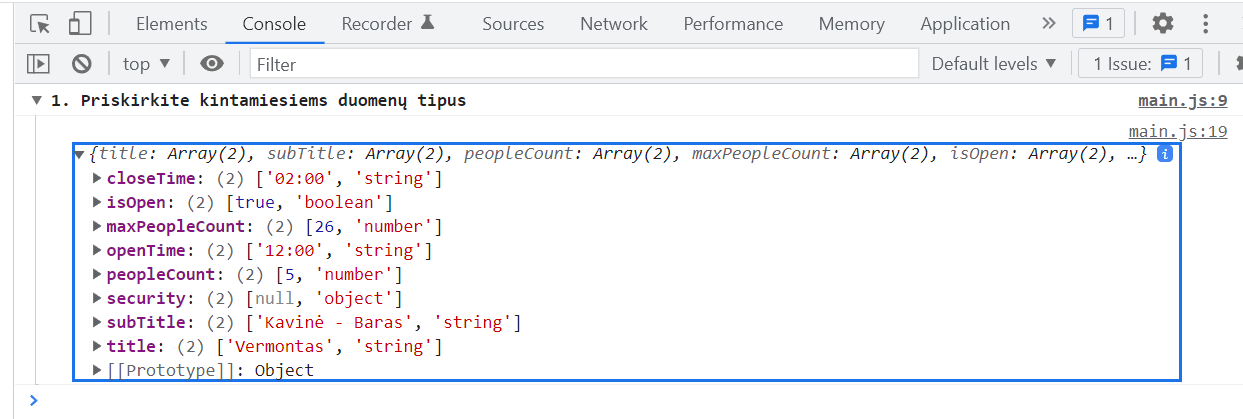 Elements Console Recorder Sources Network Performance Memory Application » 1
top ▼ Filter Default levels ▼ 1 Issue: 1
▼ 1. Priskirkite kintamiesiems duomenų tipus main.js:9
main.js:19
▼ {title: Array(2), subTitle: Array(2), peopleCount: Array(2), maxPeopleCount: Array(2), isOpen: Array(2), …} i
▶ closeTime: (2) ['02:00', 'string']
▶ isOpen: (2) [true, 'boolean']
▶ maxPeopleCount: (2) [26, 'number']
▶ openTime: (2) ['12:00', 'string']
▶ peopleCount: (2) [5, 'number']
▶ security: (2) [null, 'object']
▶ subTitle: (2) ['Kavinė - Baras', 'string']
▶ title: (2) ['Vermontas', 'string']
▶ [[Prototype]]: Object
>